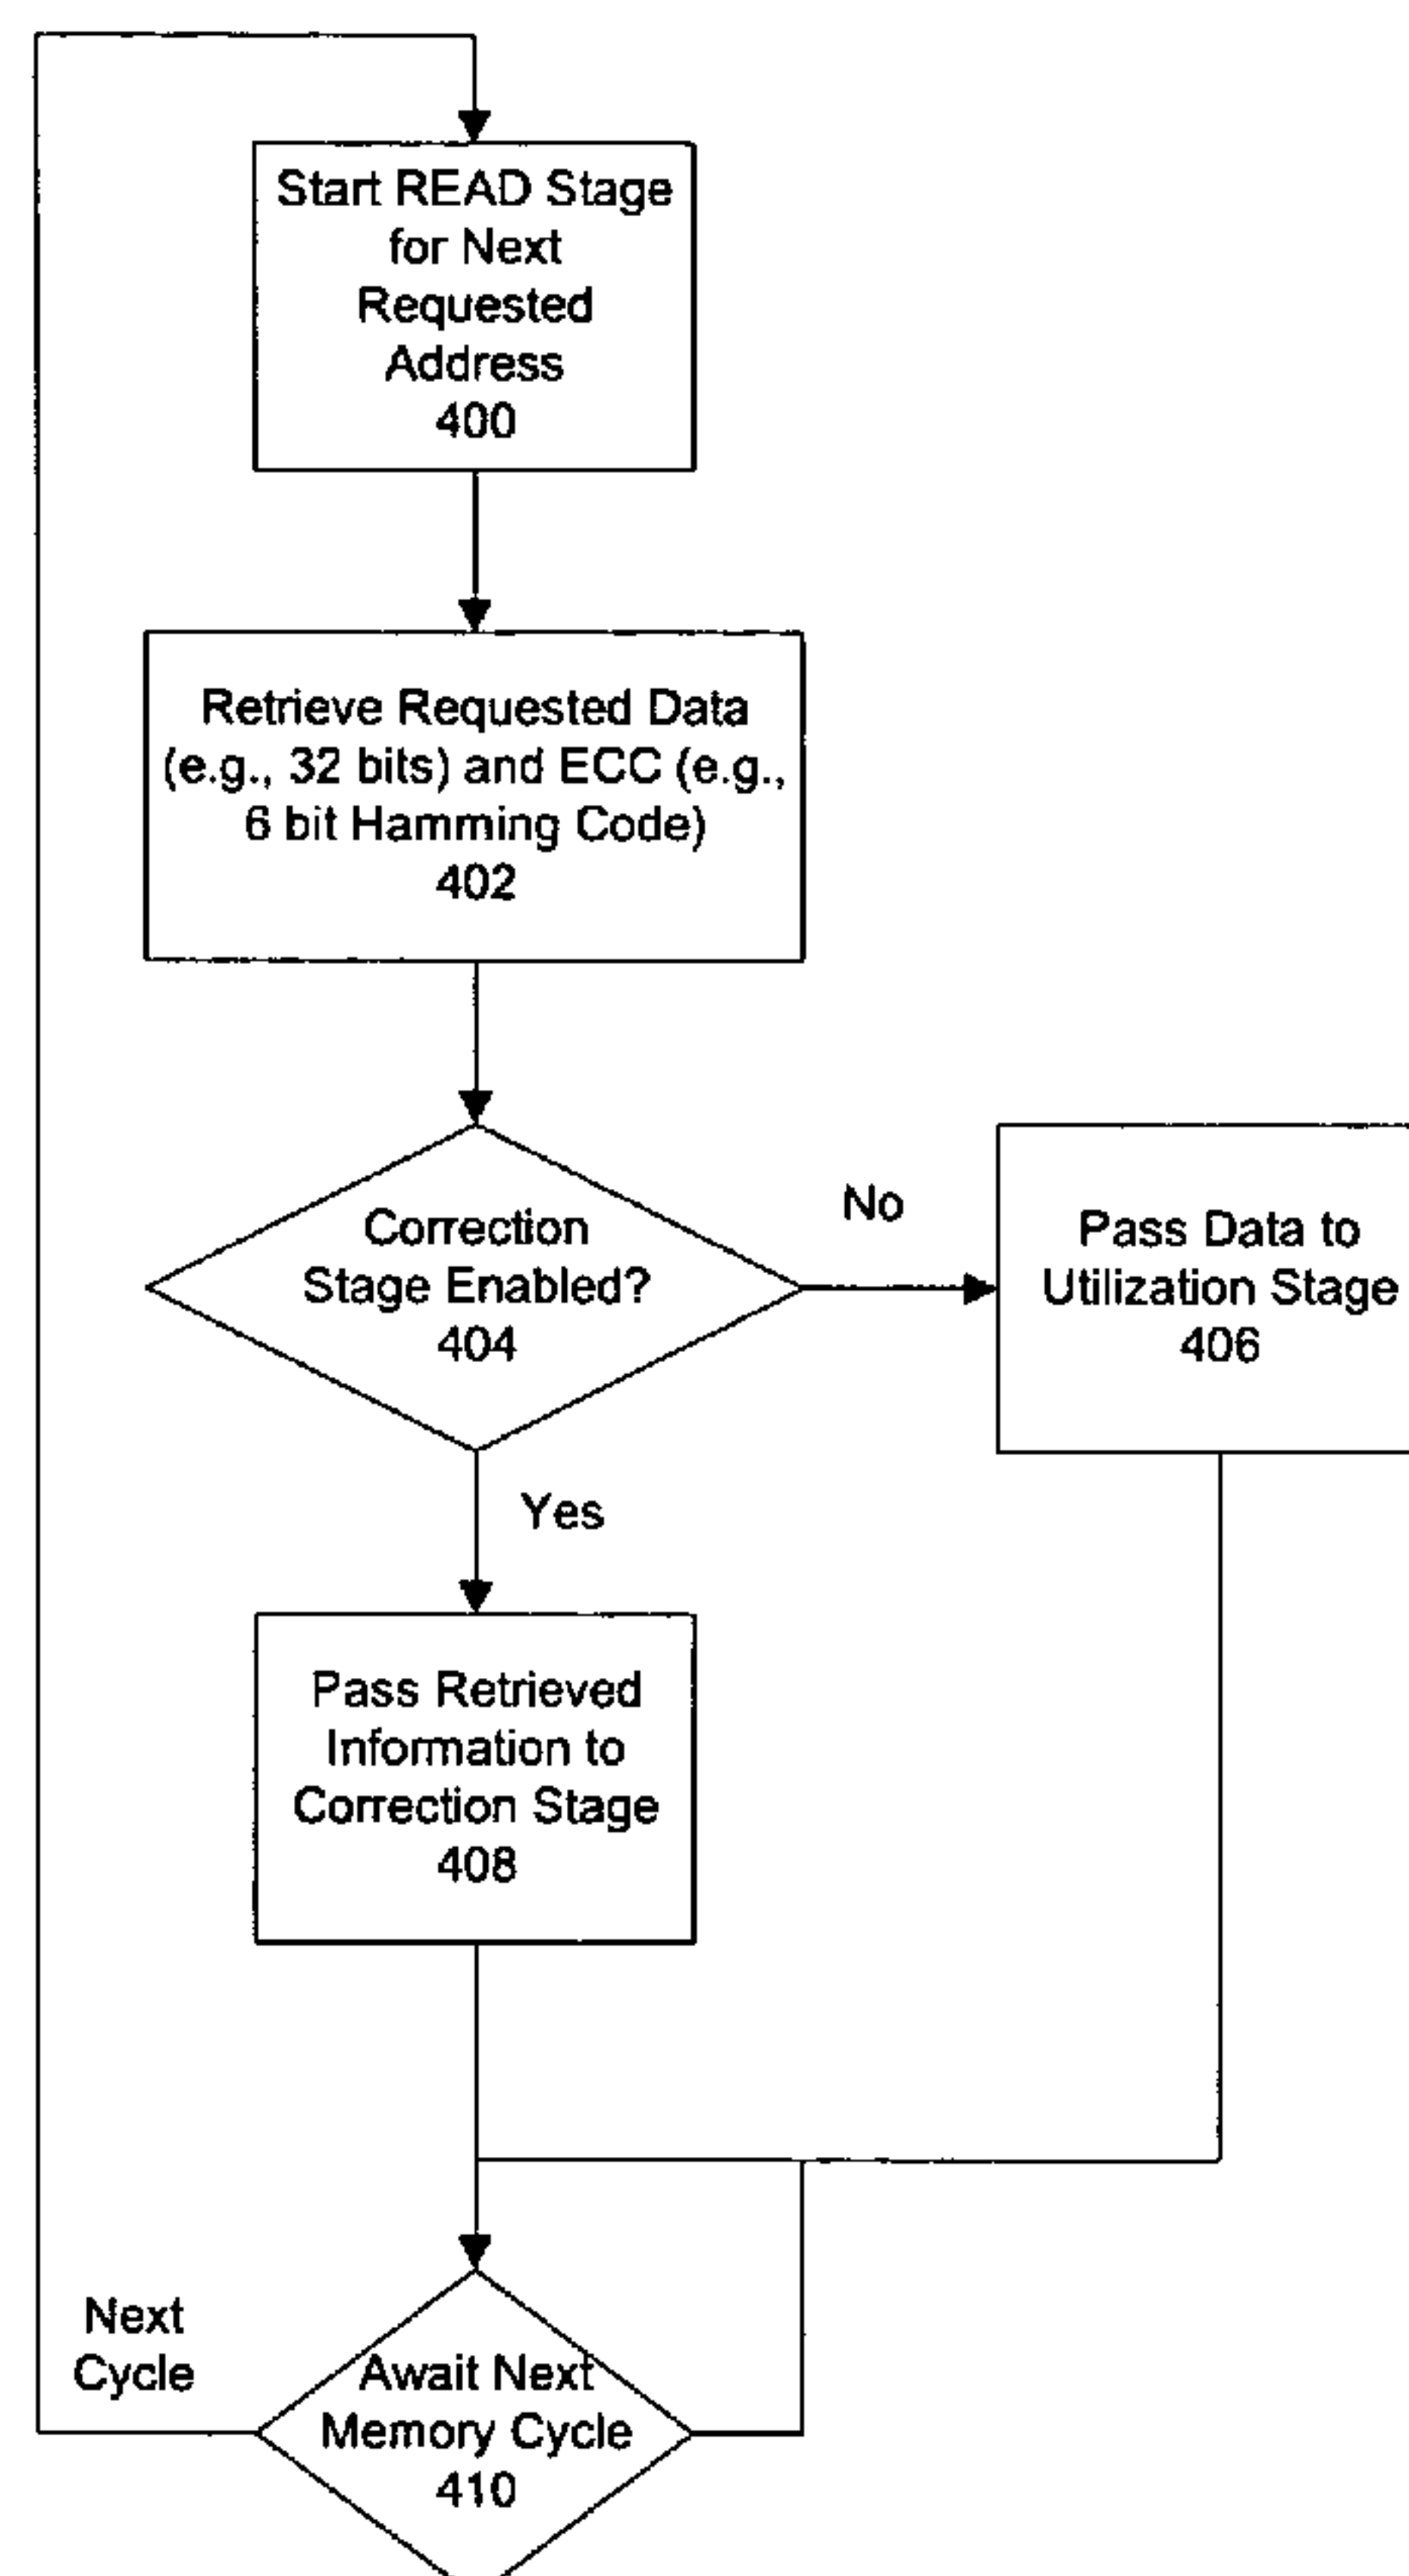 Start READ Stage
for Next
Requested
Address
400
Retrieve Requested Data
(e.g., 32 bits) and ECC (e.g.,
6 bit Hamming Code)
402
Correction
Stage Enabled?
404
No
Pass Data to
Utilization Stage
406
Yes
Pass Retrieved
Information to
Correction Stage
408
Next
Cycle
Await Next
Memory Cycle
410